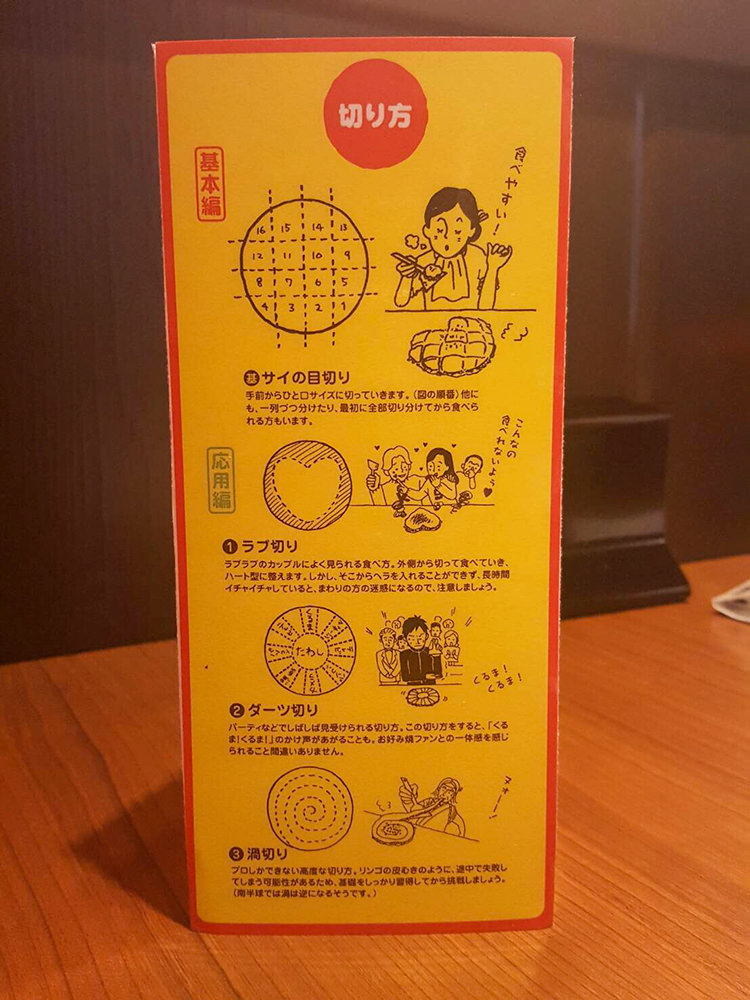 切り方
基本編
食べやすい!
16 15 14 13
12 11 10 9
8 7 6 5
4 3 2 1
基 サイの目切り
手前からひと口サイズに切っていきます。(図の順番)他に
も、一列づつ分けたり、最初に全部切り分けてから食べら
れる方もいます。
応用編
こんなの
食べれないよぅ♥
1 ラブ切り
ラブラブのカップルによく見られる食べ方。外側から切って食べていき、
ハート型に整えます。しかし、そこからヘラを入れることができず、長時間
イチャイチャしていると、まわりの方の迷惑になるので、注意しましょう。
くるま
たわし
くるま!
くるま!
2 ダーツ切り
パーティなどでしばしば見受けられる切り方。この切り方をすると、「くる
ま!くるま!」のかけ声があがることも。お好み焼ファンとの一体感を感じ
られること間違いありません。
3 渦切り
プロしかできない高度な切り方。リンゴの皮むきのように、途中で失敗
してしまう可能性があるため、基礎をしっかり習得してから挑戦しましょう。
(南半球では渦は逆になるそうです。)